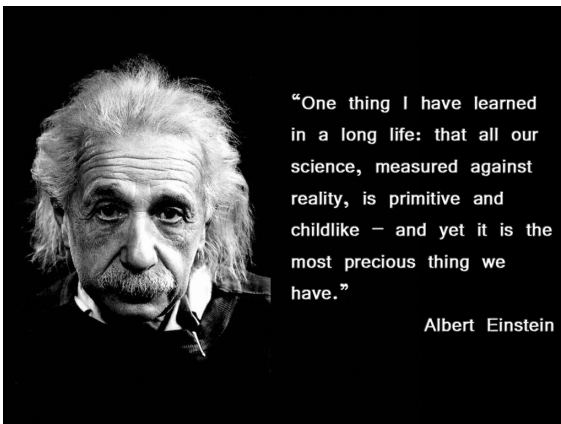 “One thing I have learned
in a long life: that all our
science, measured against
reality, is primitive and
childlike – and yet it is the
most precious thing we
have.”
Albert Einstein